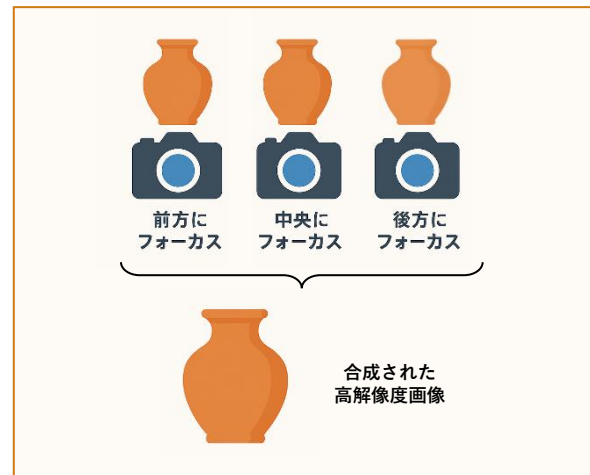 前方に
フォーカス
中央に
フォーカス
後方に
フォーカス
合成された
高解像度画像